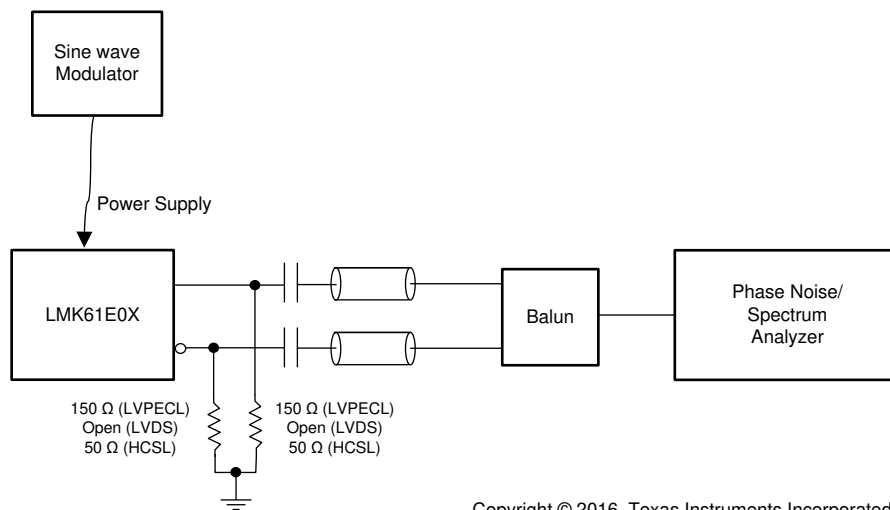 Sine wave
Modulator
Power Supply
LMK61E0X
Balun
Phase Noise/
Spectrum
Analyzer
150 Ω (LVPECL)
Open (LVDS)
50 Ω (HCSL)
150 Ω (LVPECL)
Open (LVDS)
50 Ω (HCSL)
Copyright © 2016, Texas Instruments Incorporated